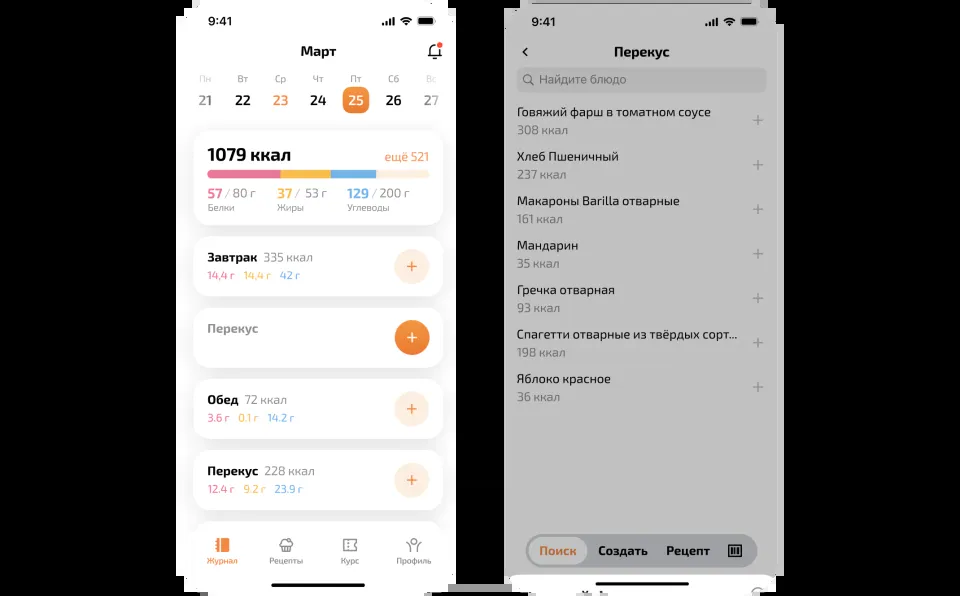 9:41
Март
Пн Вт Ср Чт Пт Сб Вс
21 22 23 24 25 26 27
1079 ккал ещё 521
57 / 80 г 37 / 53 г 129 / 200 г
Белки Жиры Углеводы
Завтрак 335 ккал
14,4 г 14,4 г 42 г
Перекус
Обед 72 ккал
3.6 г 0.1 г 14.2 г
Перекус 228 ккал
12.4 г 9.2 г 23.9 г
Журнал Рецепты Курс Профиль
9:41
Перекус
Найдите блюдо
Говяжий фарш в томатном соусе
308 ккал
Хлеб Пшеничный
237 ккал
Макароны Barilla отварные
161 ккал
Мандарин
35 ккал
Гречка отварная
93 ккал
Спагетти отварные из твёрдых сорт...
198 ккал
Яблоко красное
36 ккал
Поиск Создать Рецепт